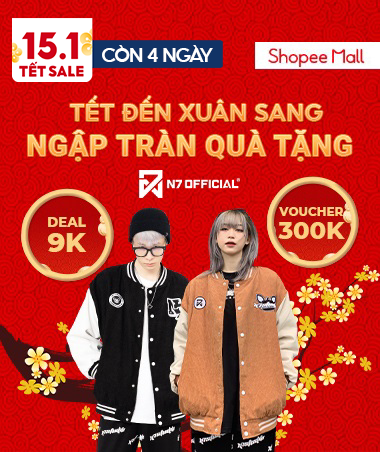 15.1
TẾT SALE
CÒN 4 NGÀY
Shopee Mall
TẾT ĐẾN XUÂN SANG
NGẬP TRÀN QUÀ TẶNG
N7 OFFICIAL®
DEAL
9K
VOUCHER
300K